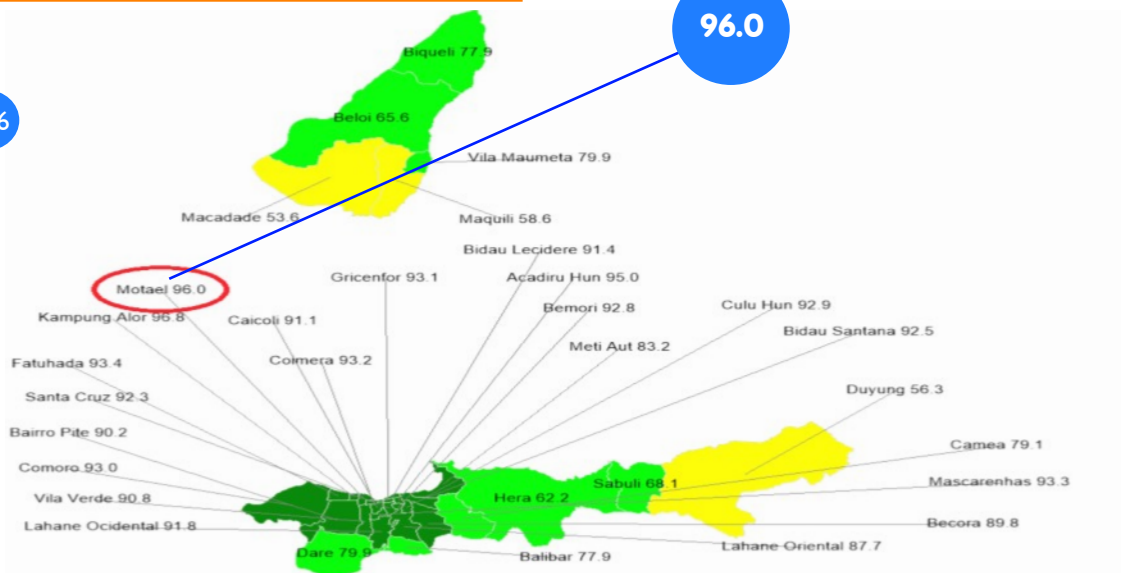 96.0
Biqueli 77.9
6
Beloi 65.6
Vila Maumeta 79.9
Macadade 53.6
Maquili 58.6
Bidau Lecidere 91.4
Motael 96.0
Gricenfor 93.1
Acadiru Hun 95.0
Kampung Alor 96.8
Caicoli 91.1
Bemori 92.8
Culu Hun 92.9
Bidau Santana 92.5
Fatuhada 93.4
Coimera 93.2
Meti Aut 83.2
Santa Cruz 92.3
Duyung 56.3
Bairro Pite 90.2
Camea 79.1
Comoro 93.0
Sabuli 68.1
Mascarenhas 93.3
Vila Verde 90.8
Hera 62.2
Lahane Ocidental 91.8
Becora 89.8
Dare 79.9
Balibar 77.9
Lahane Oriental 87.7